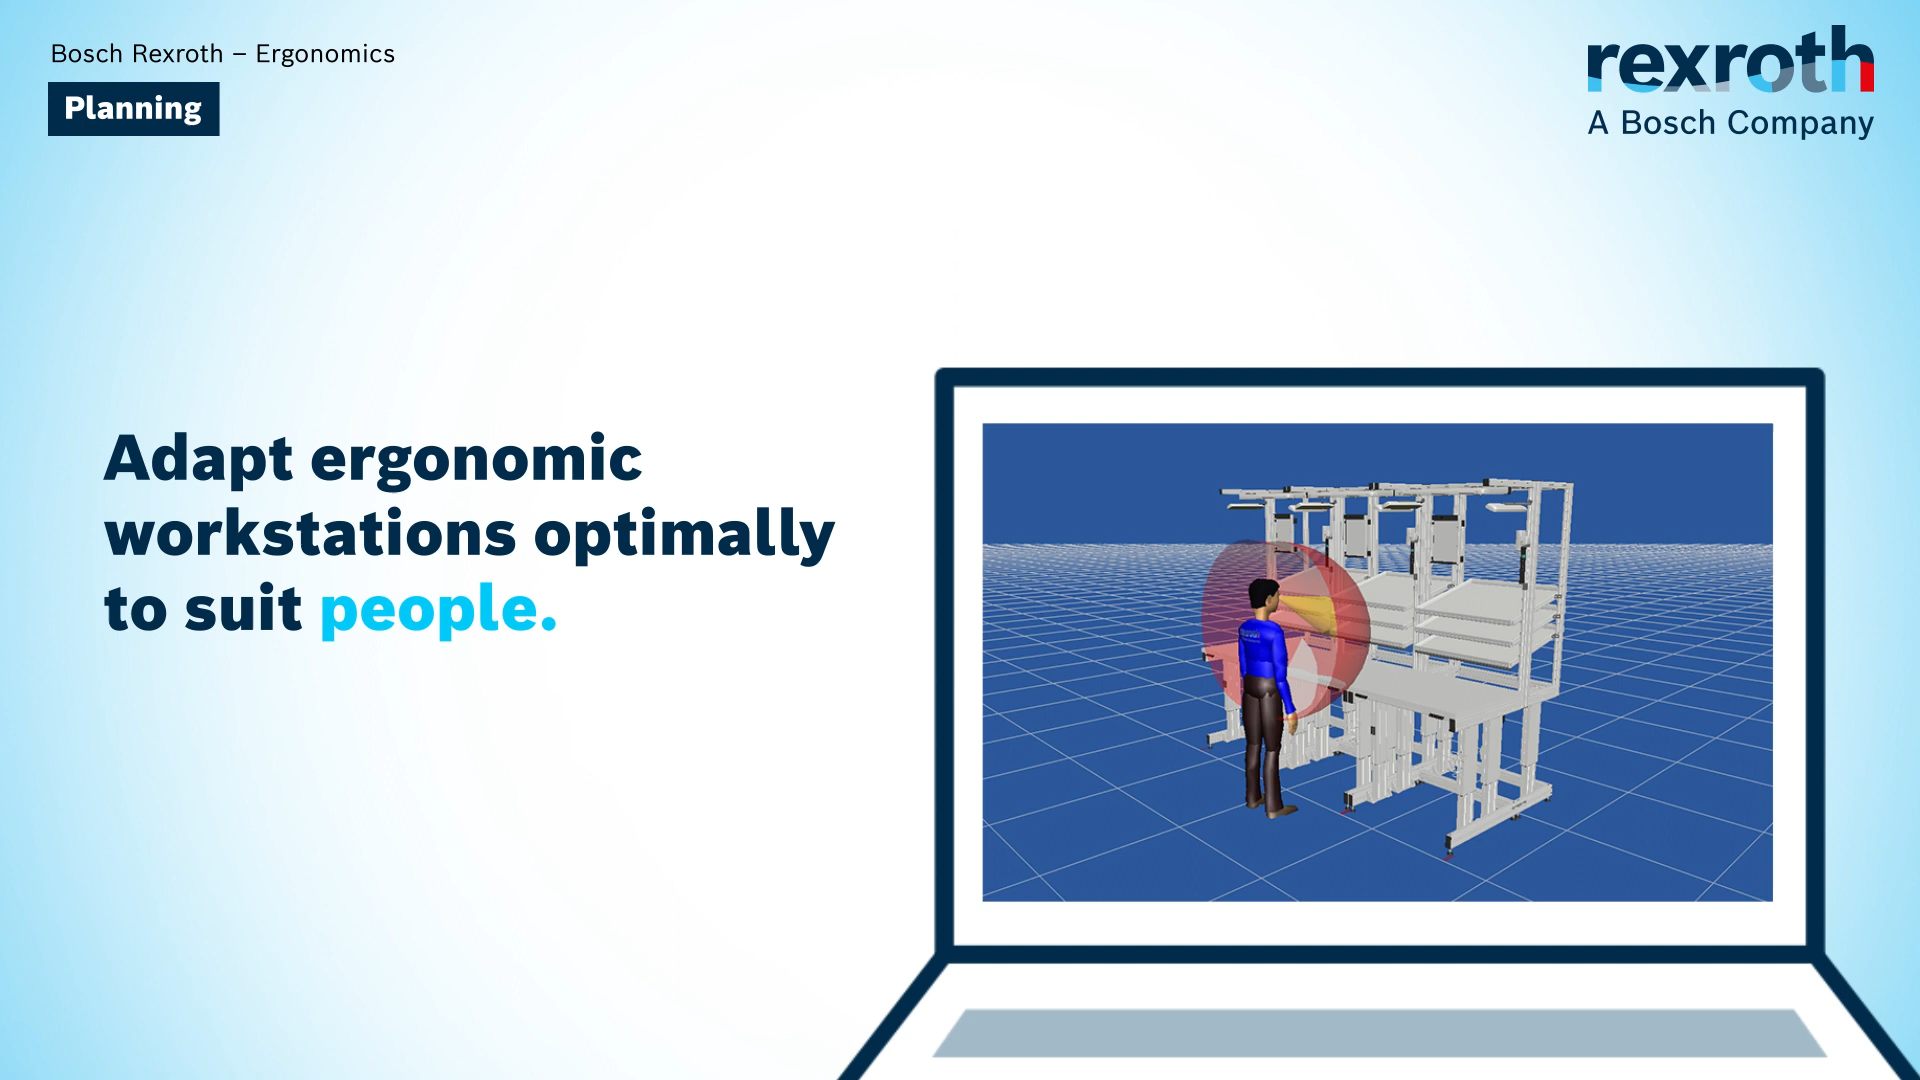 Bosch Rexroth – Ergonomics
Planning
rexroth
A Bosch Company
Adapt ergonomic
workstations optimally
to suit people.